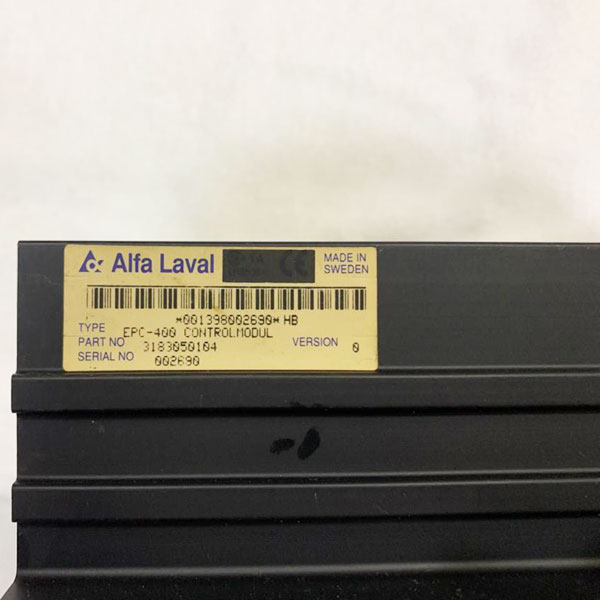 Alfa Laval CE MADE IN
SWEDEN
*001398002690* HB
TYPE EPC-400 CONTROLMODUL
PART NO 3183050104 VERSION 0
SERIAL NO 002690